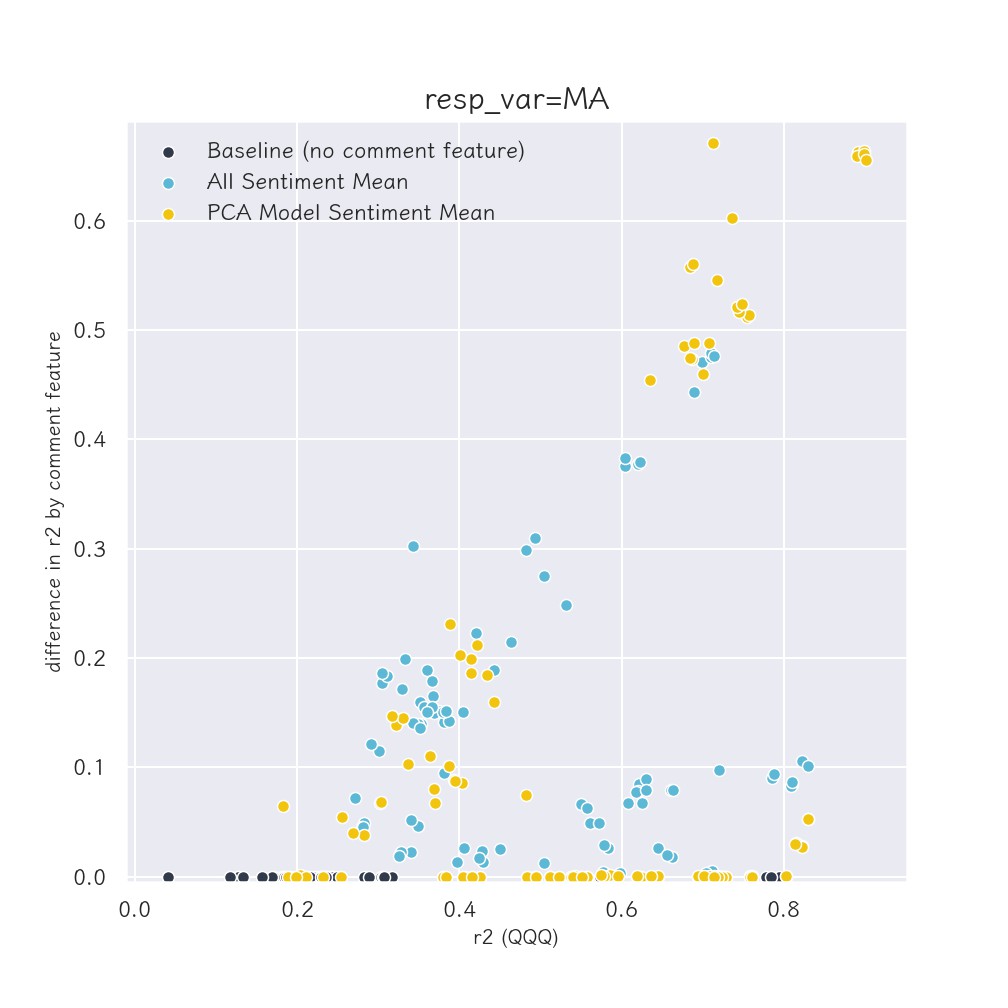 resp_var=MA
Baseline (no comment feature)
All Sentiment Mean
PCA Model Sentiment Mean
0.6
0.5
0.4
0.3
0.2
0.1
0.0
difference in r2 by comment feature
0.0 0.2 0.4 0.6 0.8
r2 (QQQ)